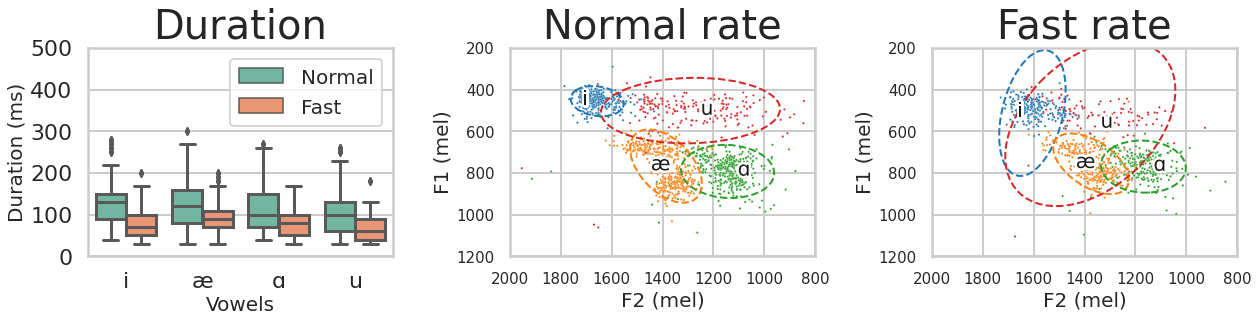 Duration
Duration (ms)
500
400
300
200
100
0
Normal
Fast
i æ ɑ u
Vowels
Normal rate
F1 (mel)
200
400
600
800
1000
1200
i
u
æ
ɑ
2000 1800 1600 1400 1200 1000 800
F2 (mel)
Fast rate
F1 (mel)
200
400
600
800
1000
1200
i
u
æ
ɑ
2000 1800 1600 1400 1200 1000 800
F2 (mel)